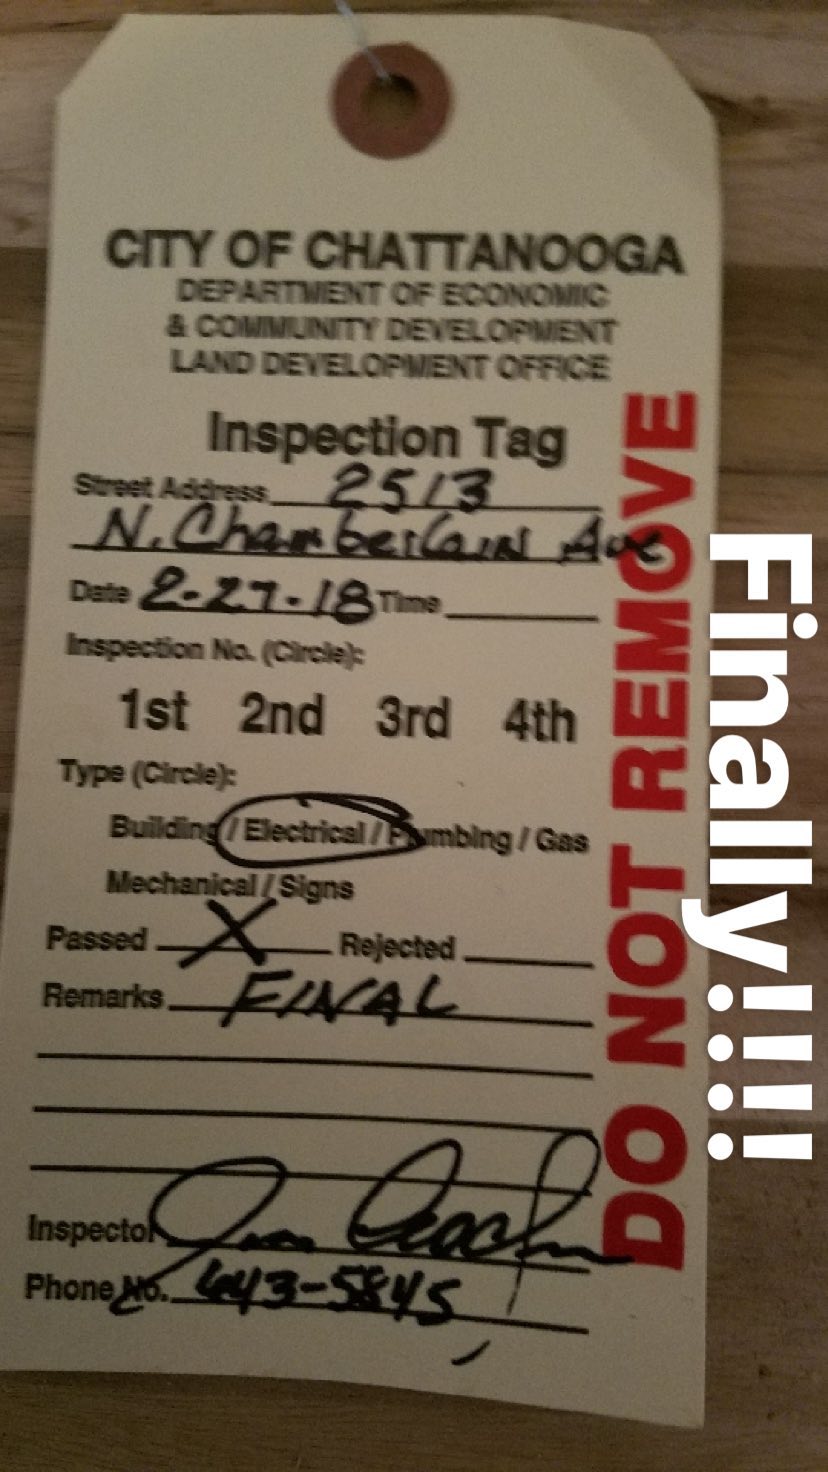 CITY OF CHATTANOOGA
DEPARTMENT OF ECONOMIC
& COMMUNITY DEVELOPMENT
LAND DEVELOPMENT OFFICE
Inspection Tag
Street Address 2513
N. Chamberlain Ave
Date 2-27-18 Time
Inspection No. (Circle):
1st 2nd 3rd 4th
Type (Circle):
Building / Electrical / Plumbing / Gas
Mechanical / Signs
Passed X Rejected
Remarks FINAL
Inspector
Phone No. 643-5845
DO NOT REMOVE
Finally!!!!!